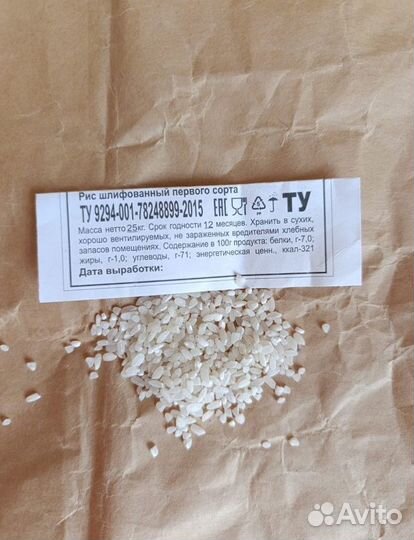 Рис шлифованный первого сорта
ТУ 9294-001-78248899-2015 EAC ТУ
Масса нетто 25кг. Срок годности 12 месяцев. Хранить в сухих,
хорошо вентилируемых, не зараженных вредителями хлебных
запасов помещениях. Содержание в 100г продукта: белки, г-7,0;
жиры, г-1,0; углеводы, г-71; энергетическая ценн., ккал-321
Дата выработки:
Avito